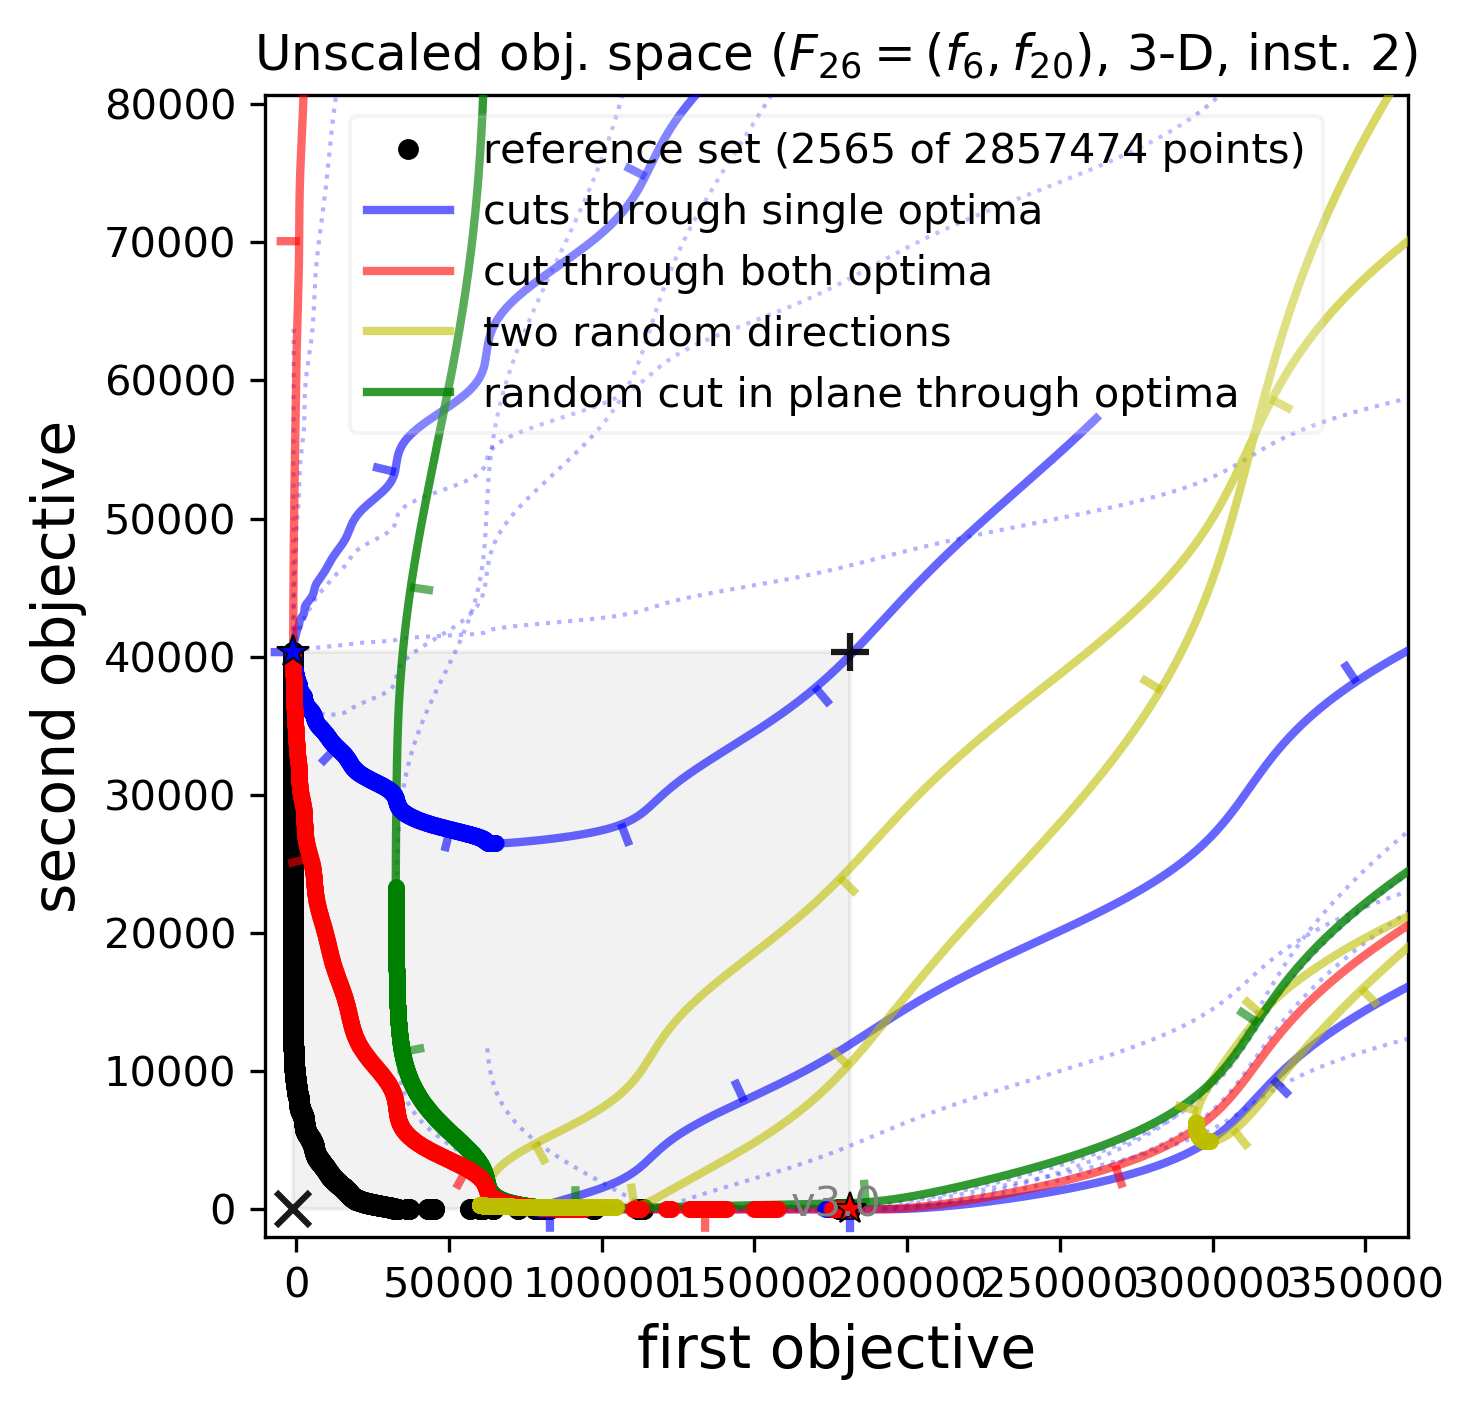 Unscaled obj. space (F₂₆ = (f₆, f₂₀), 3-D, inst. 2)
80000
70000
60000
50000
40000
30000
20000
10000
0
second objective
reference set (2565 of 2857474 points)
cuts through single optima
cut through both optima
two random directions
random cut in plane through optima
v3.0
0 50000 100000 150000 200000 250000 300000 350000
first objective